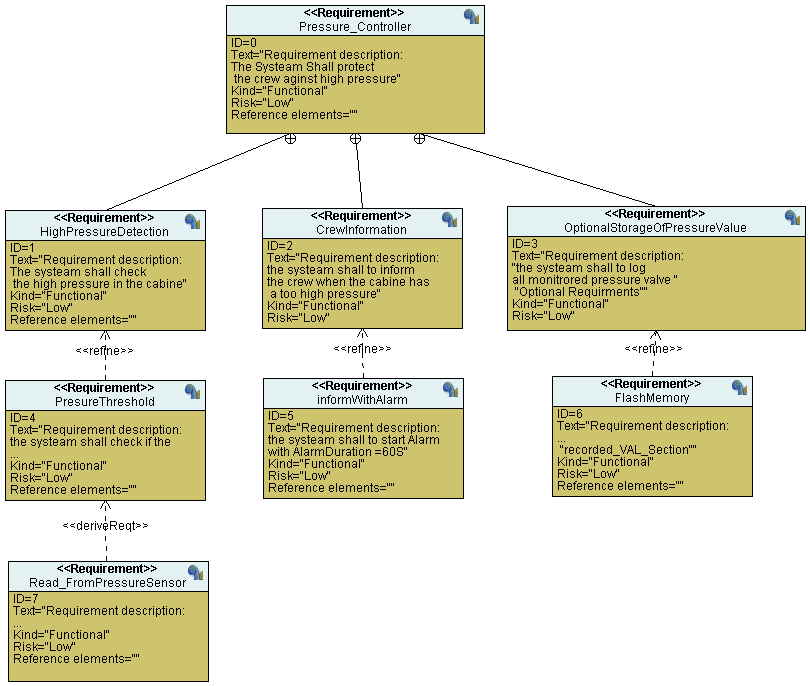 <<Requirement>>
Pressure_Controller
ID=0
Text="Requirement description:
The Systeam Shall protect
the crew aginst high pressure"
Kind="Functional"
Risk="Low"
Reference elements=""
<<Requirement>>
HighPressureDetection
ID=1
Text="Requirement description:
The systeam shall check
the high pressure in the cabine"
Kind="Functional"
Risk="Low"
Reference elements=""
<<Requirement>>
CrewInformation
ID=2
Text="Requirement description:
the systeam shall to inform
the crew when the cabine has
a too high pressure"
Kind="Functional"
Risk="Low"
<<Requirement>>
OptionalStorageOfPressureValue
ID=3
Text="Requirement description:
"the systeam shall to log
all monitrored pressure valve "
"Optional Requirments""
Kind="Functional"
Risk="Low"
<<refine>>
<<refine>>
<<refine>>
<<Requirement>>
PresureThreshold
ID=4
Text="Requirement description:
the systeam shall check if the
...
Kind="Functional"
Risk="Low"
Reference elements=""
<<Requirement>>
informWithAlarm
ID=5
Text="Requirement description:
the systeam shall to start Alarm
with AlarmDuration =60S"
Kind="Functional"
Risk="Low"
Reference elements=""
<<Requirement>>
FlashMemory
ID=6
Text="Requirement description:
...
"recorded_VAL_Section""
Kind="Functional"
Risk="Low"
Reference elements=""
<<deriveReqt>>
<<Requirement>>
Read_FromPressureSensor
ID=7
Text="Requirement description:
...
Kind="Functional"
Risk="Low"
Reference elements=""